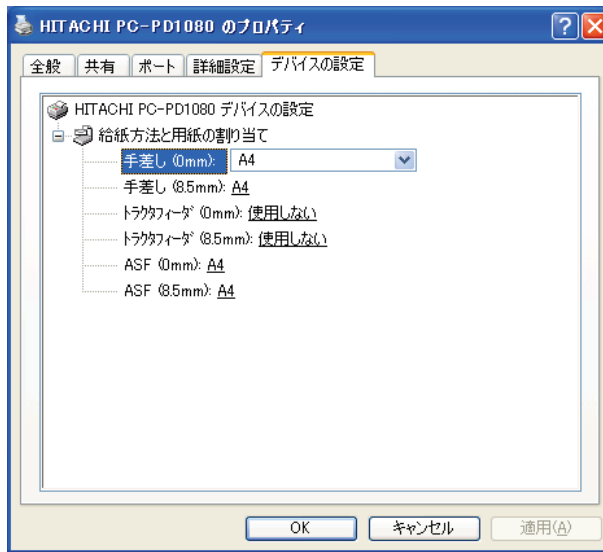 HITACHI PC-PD1080 のプロパティ
全般 共有 ポート 詳細設定 デバイスの設定
HITACHI PC-PD1080 デバイスの設定
給紙方法と用紙の割り当て
手差し (0mm): A4
手差し (8.5mm): A4
トラクタフィーダ (0mm): 使用しない
トラクタフィーダ (8.5mm): 使用しない
ASF (0mm): A4
ASF (8.5mm): A4
OK キャンセル 適用(A)